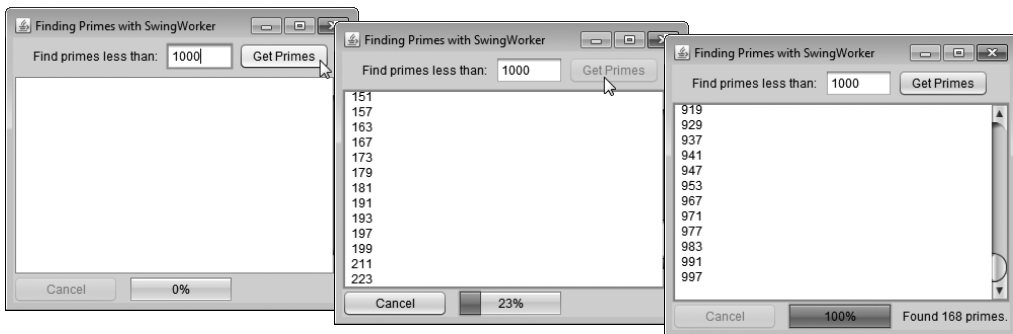 Finding Primes with SwingWorker
Find primes less than: 1000 Get Primes
Cancel 0%
Finding Primes with SwingWorker
Find primes less than: 1000 Get Primes
151
157
163
167
173
179
181
191
193
197
199
211
223
Cancel 23%
Finding Primes with SwingWorker
Find primes less than: 1000 Get Primes
919
929
937
941
947
953
967
971
977
983
991
997
Cancel 100% Found 168 primes.